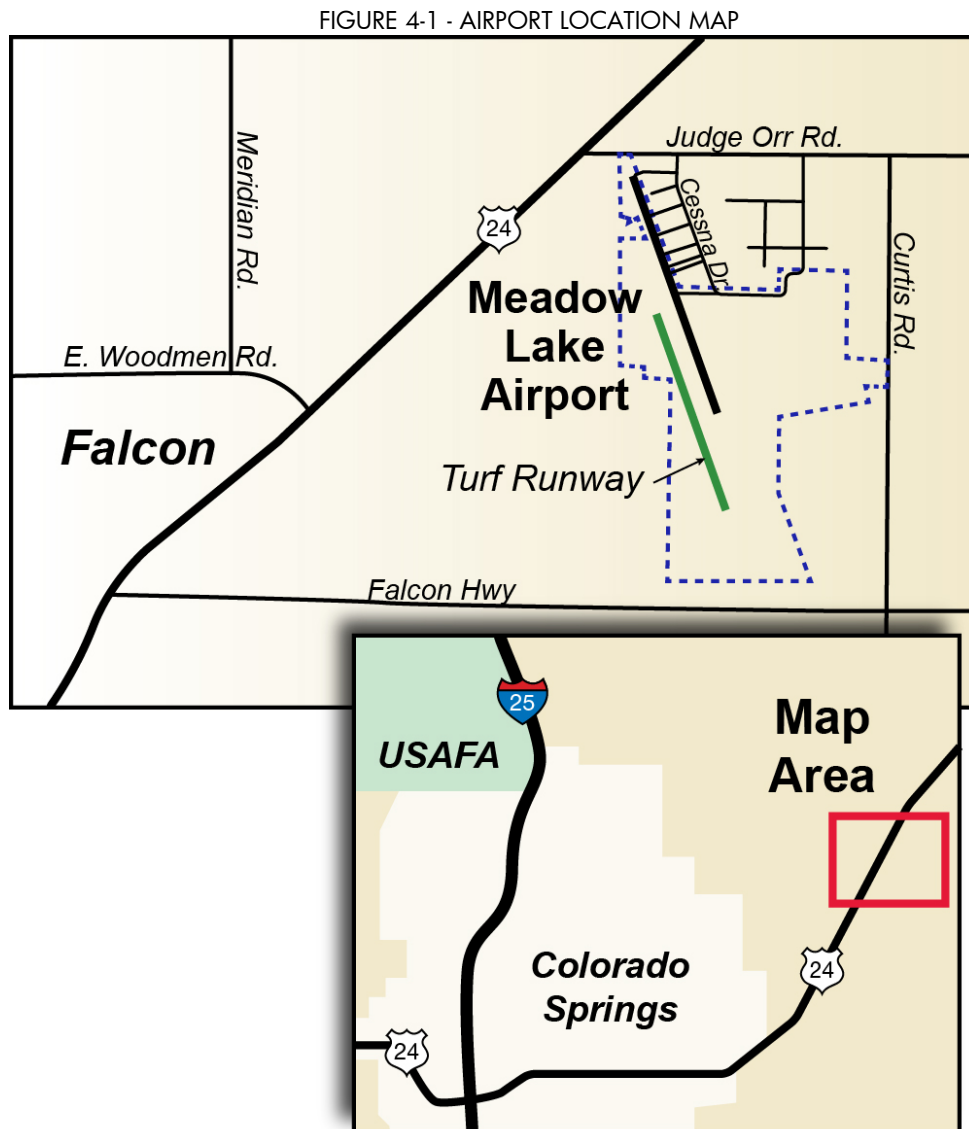 FIGURE 4-1 - AIRPORT LOCATION MAP
Judge Orr Rd.
Meridian Rd.
24
Cessna Dr.
Curtis Rd.
Meadow
Lake
Airport
E. Woodmen Rd.
Falcon
Turf Runway
Falcon Hwy
25
USAFA
Map
Area
Colorado
Springs
24
24